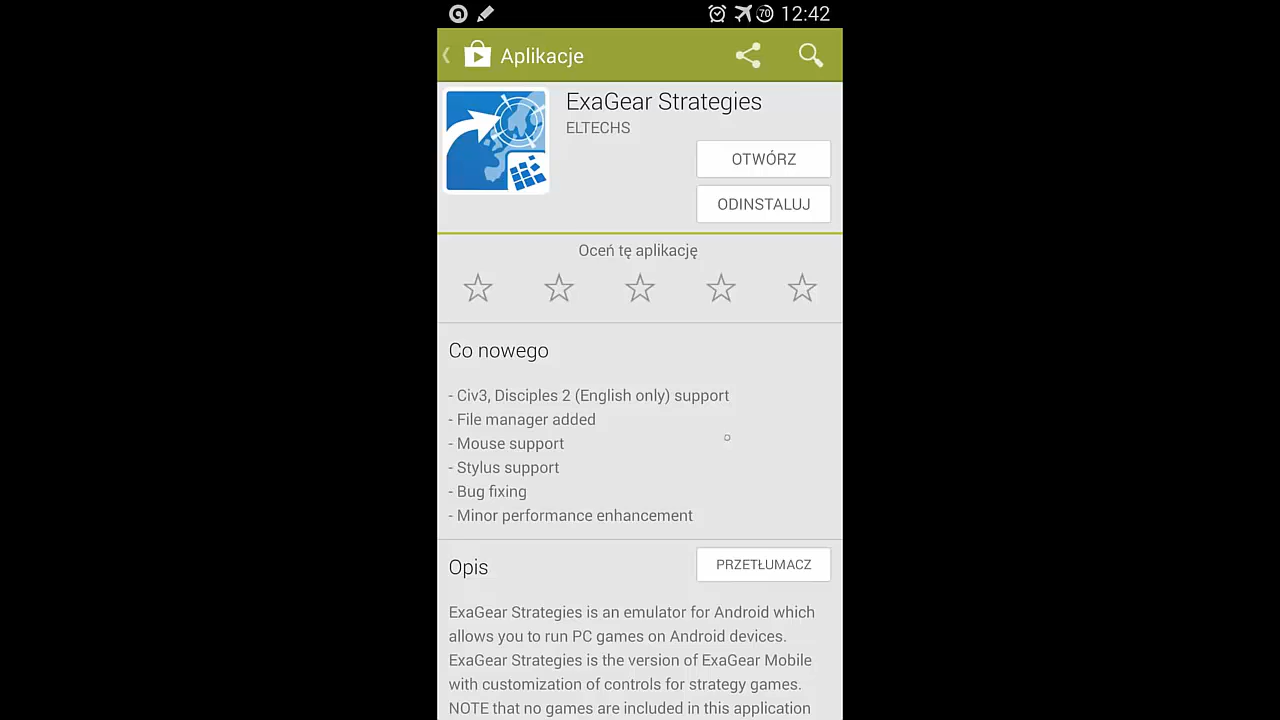 70 12:42
Aplikacje
ExaGear Strategies
ELTECHS
OTWÓRZ
ODINSTALUJ
Oceń tę aplikację
Co nowego
- Civ3, Disciples 2 (English only) support
- File manager added
- Mouse support
- Stylus support
- Bug fixing
- Minor performance enhancement
Opis
PRZETŁUMACZ
ExaGear Strategies is an emulator for Android which
allows you to run PC games on Android devices.
ExaGear Strategies is the version of ExaGear Mobile
with customization of controls for strategy games.
NOTE that no games are included in this application